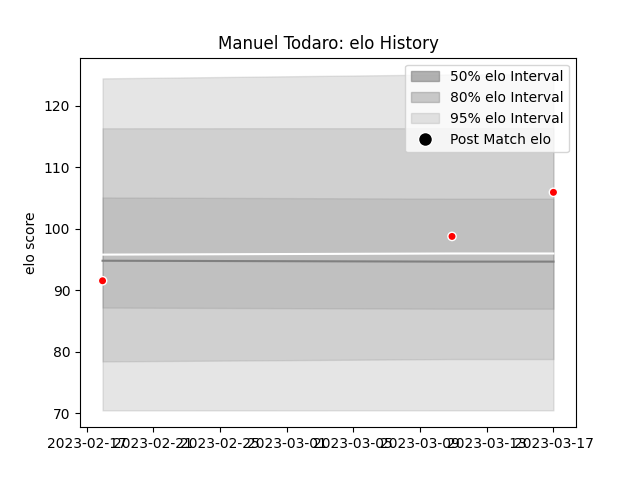 Manuel Todaro: elo History
50% elo Interval
80% elo Interval
95% elo Interval
Post Match elo
elo score
120
110
100
90
80
70
2023-02-17 2023-02-21 2023-02-25 2023-03-01 2023-03-05 2023-03-09 2023-03-13 2023-03-17